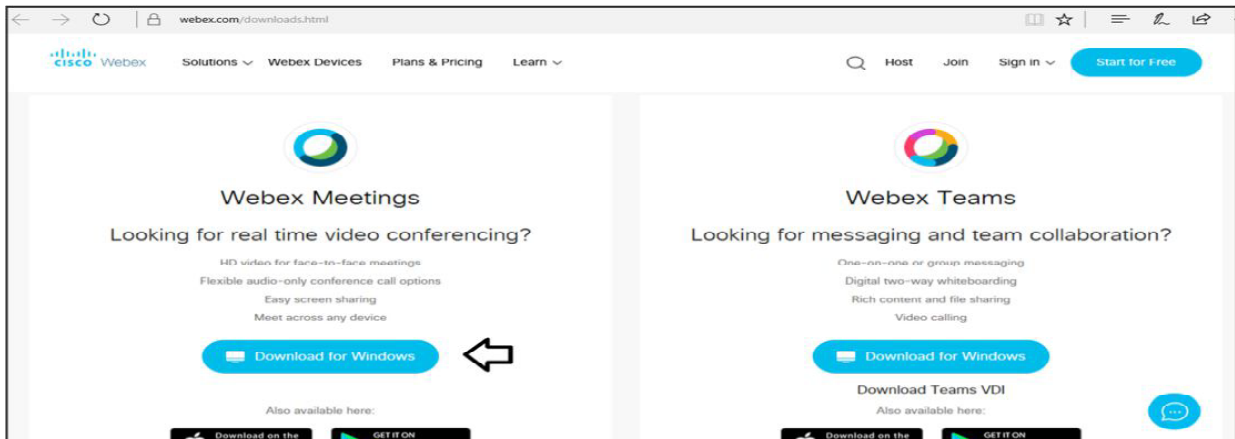 webex.com/downloads.html
cisco Webex Solutions Webex Devices Plans & Pricing Learn Host Join Sign in Start for Free
Webex Meetings
Looking for real time video conferencing?
HD video for face-to-face meetings
Flexible audio-only conference call options
Easy screen sharing
Meet across any device
Download for Windows
Also available here:
Download on the GET IT ON
Webex Teams
Looking for messaging and team collaboration?
One-on-one or group messaging
Digital two-way whiteboarding
Rich content and file sharing
Video calling
Download for Windows
Download Teams VDI
Also available here:
Download on the GET IT ON